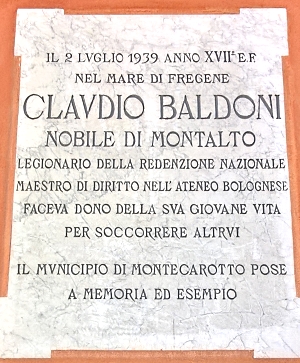 IL 2 LVGLIO 1939 ANNO XVIIº E.F.
NEL MARE DI FREGENE
CLAVDIO BALDONI
NOBILE DI MONTALTO
LEGIONARIO DELLA REDENZIONE NAZIONALE
MAESTRO DI DIRITTO NELL'ATENEO BOLOGNESE
FACEVA DONO DELLA SVA GIOVANE VITA
PER SOCCORRERE ALTRVI
IL MVNICIPIO DI MONTECAROTTO POSE
A MEMORIA ED ESEMPIO